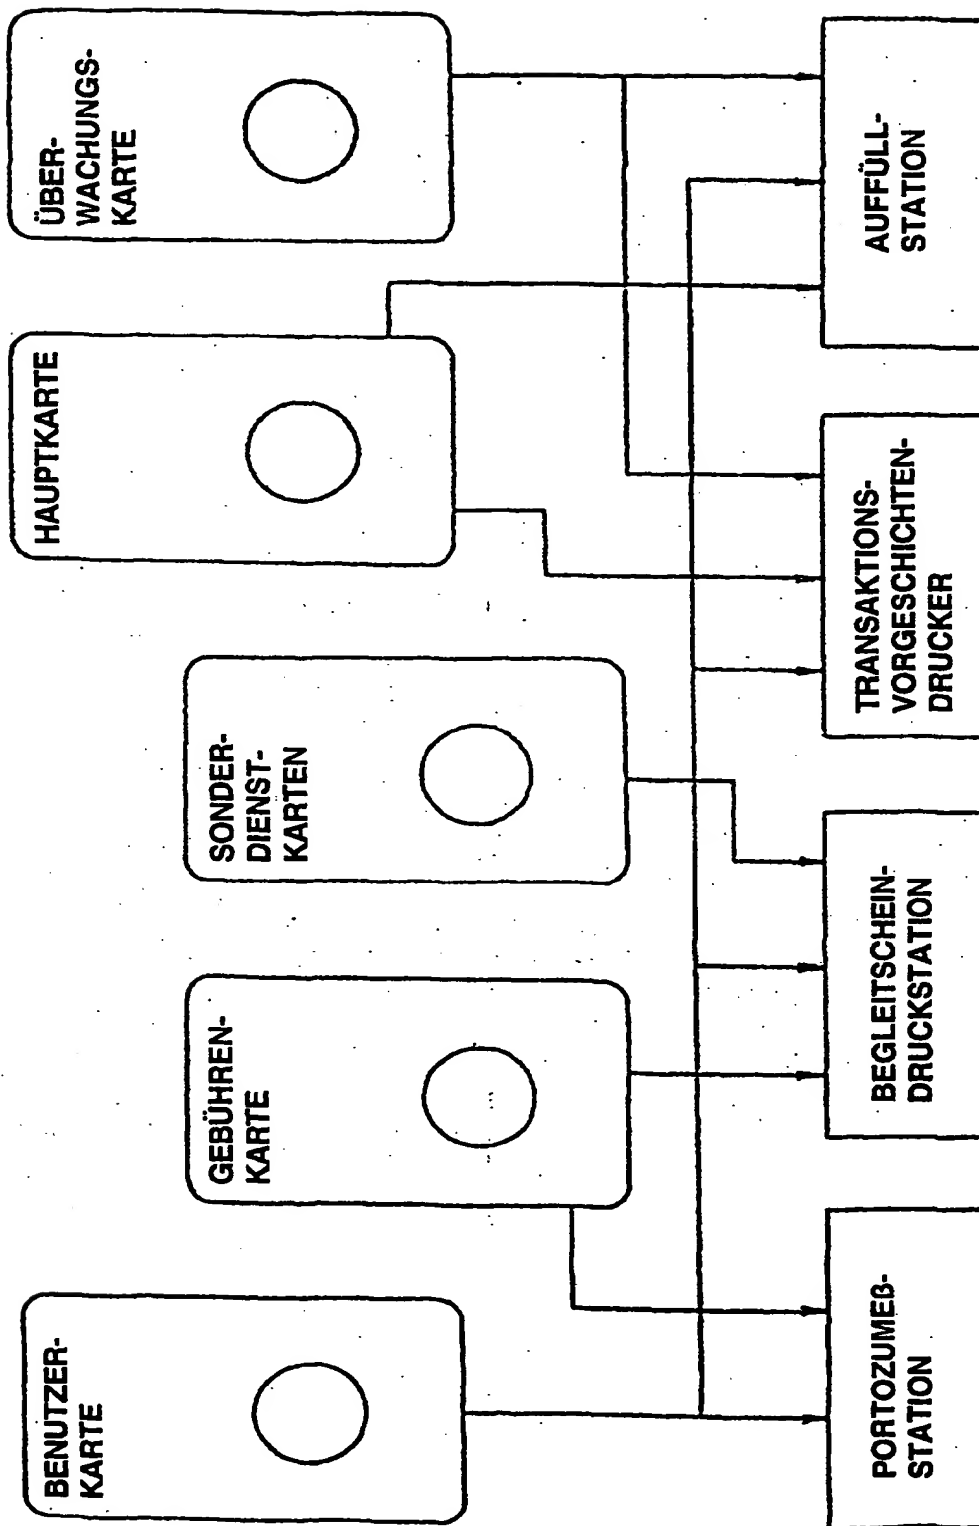 BENUTZER-
KARTE
GEBÜHREN-
KARTE
SONDER-
DIENST-
KARTEN
HAUPTKARTE
ÜBER-
WACHUNGS-
KARTE
PORTOZUMEß-
STATION
BEGLEITSCHEIN-
DRUCKSTATION
TRANSAKTIONS-
VORGESCHICHTEN-
DRUCKER
AUFFÜLL-
STATION